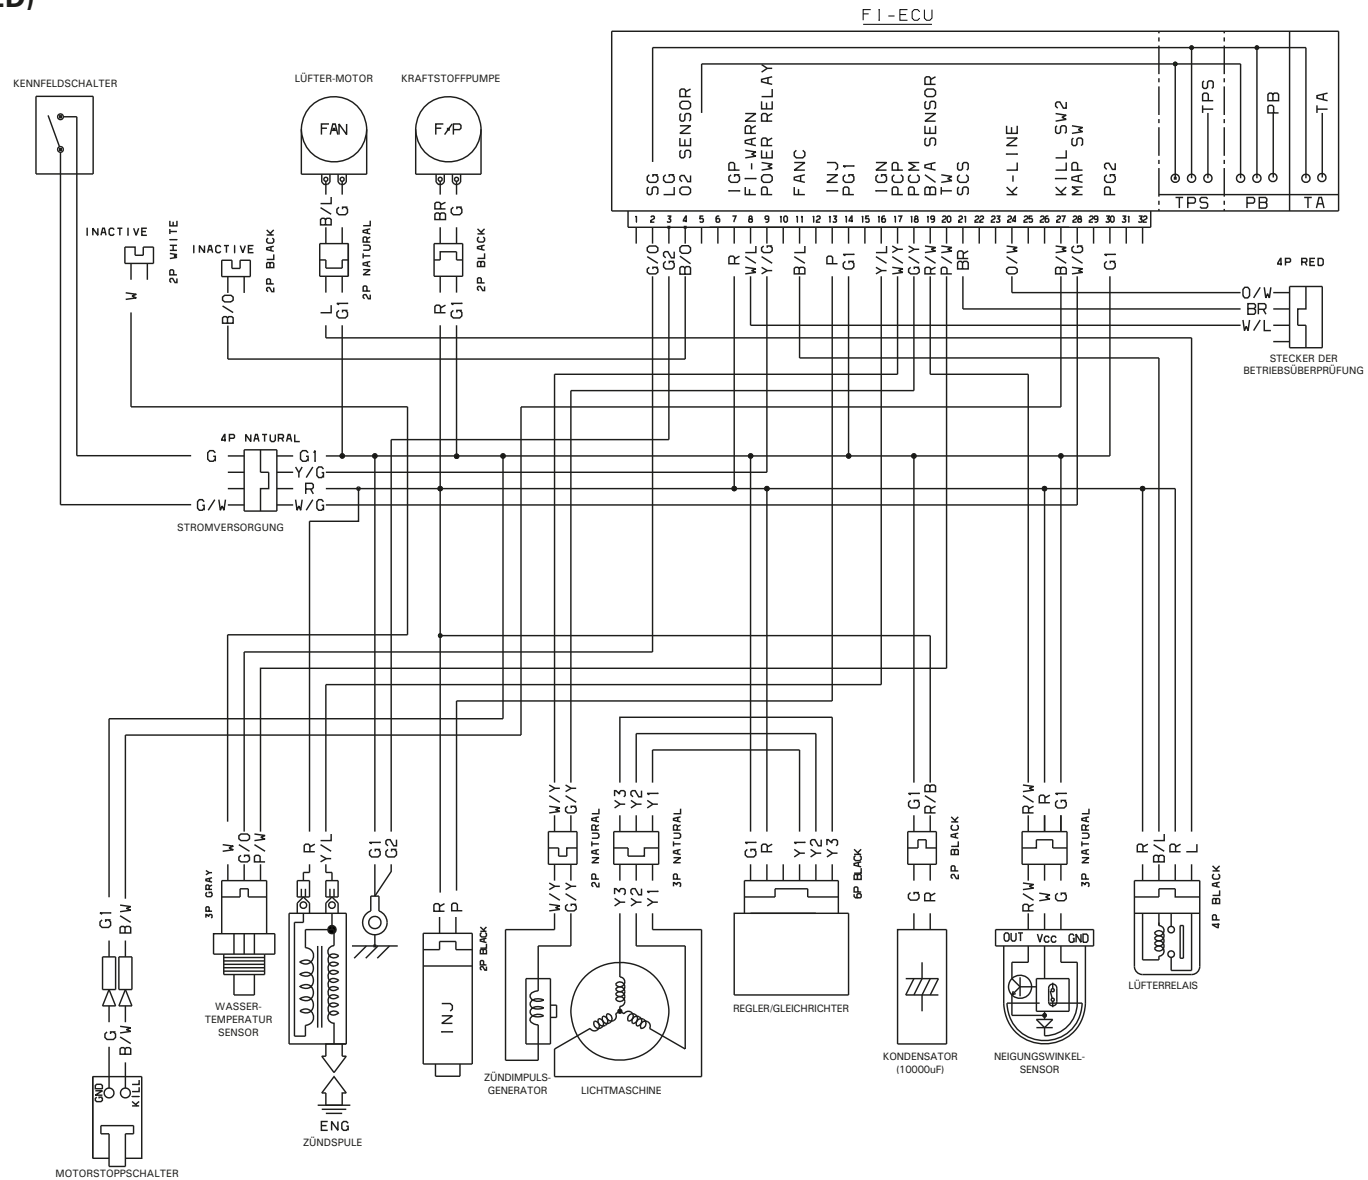 ED)
FI-ECU
KENNFELDSCHALTER
LÜFTER-MOTOR
KRAFTSTOFFPUMPE
FAN
F/P
SG
LG
O2 SENSOR
IGP
FI-WARN
POWER RELAY
FANC
INJ
PG1
IGN
PCP
PCM
B/A SENSOR
TW
SCS
K-LINE
KILL SW2
MAP SW
PG2
TPS
PB
TA
TPS PB TA
1 2 3 4 5 6 7 8 9 10 11 12 13 14 15 16 17 18 19 20 21 22 23 24 25 26 27 28 29 30 31 32
G/O
G2
B/O
R
W/L
Y/G
B/L
P
G1
Y/L
W/Y
G/Y
R/W
P/W
BR
O/W
B/W
W/G
G1
B/L
G
2P NATURAL
L
G1
BR
G
2P BLACK
R
G1
INACTIVE
2P WHITE
W
INACTIVE
2P BLACK
B/O
4P RED
O/W
BR
W/L
STECKER DER
BETRIEBSÜBERPRÜFUNG
4P NATURAL
G G1
Y/G
R
G/W W/G
STROMVERSORGUNG
G1
B/W
G
B/W
GND
KILL
MOTORSTOPPSCHALTER
W
G/O
P/W
3P GRAY
WASSER-
TEMPERATUR
SENSOR
R
Y/L
ENG
ZÜNDSPULE
G1
G2
R
P
2P BLACK
INJ
W/Y
G/Y
2P NATURAL
W/Y
G/Y
ZÜNDIMPULS-
GENERATOR
Y3
Y2
Y1
3P NATURAL
Y3
Y2
Y1
LICHTMASCHINE
G1
R
Y1
Y2
Y3
6P BLACK
REGLER/GLEICHRICHTER
G1
R/B
2P BLACK
G
R
KONDENSATOR
(10000uF)
R/W
R
G1
3P NATURAL
R/W
W
G
OUT Vcc GND
NEIGUNGSWINKEL-
SENSOR
R
B/L
R
L
4P BLACK
LÜFTERRELAIS